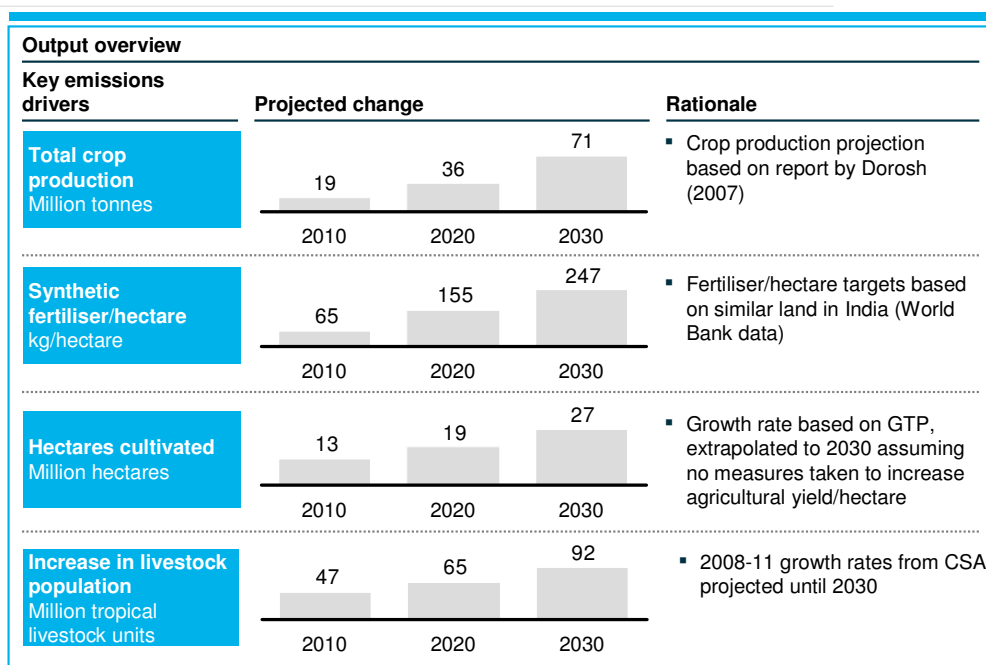 Output overview
Key emissions
drivers
Projected change
Rationale
Total crop
production
Million tonnes
19
36
71
2010
2020
2030
▪ Crop production projection
based on report by Dorosh
(2007)
Synthetic
fertiliser/hectare
kg/hectare
65
155
247
2010
2020
2030
▪ Fertiliser/hectare targets based
on similar land in India (World
Bank data)
Hectares cultivated
Million hectares
13
19
27
2010
2020
2030
▪ Growth rate based on GTP,
extrapolated to 2030 assuming
no measures taken to increase
agricultural yield/hectare
Increase in livestock
population
Million tropical
livestock units
47
65
92
2010
2020
2030
▪ 2008-11 growth rates from CSA
projected until 2030